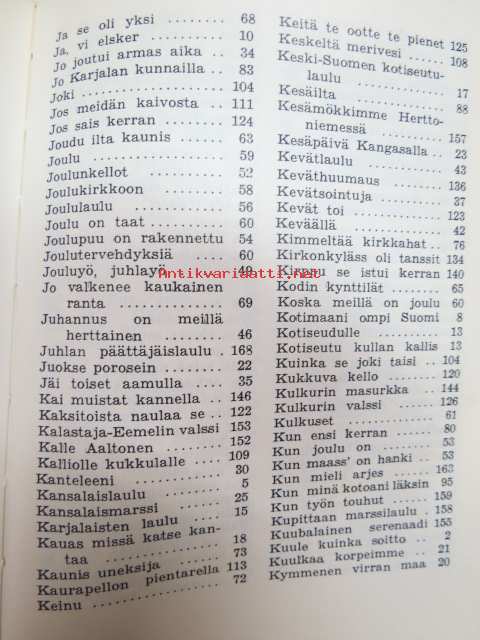 Ja se oli yksi ...... 68
Ja, vi elsker ....... 10
Jo joutui armas aika .. 34
Jo Karjalan kunnailla .. 83
Joki ............... 104
Jos meidän kaivosta ... 111
Jos sais kerran ...... 124
Joudu ilta kaunis ..... 63
Joulu ............... 59
Joulunkellot ......... 52
Joulukirkkoon ....... 58
Joululaulu .......... 56
Joulu on taat ........ 60
Joulupuu on rakennettu 54
Joulutervehdyksiä .... 60
Jouluyö, juhlayö ..... 49
Jo valkenee kaukainen
ranta ............. 69
Juhannus on meillä
herttainen ......... 46
Juhlan päättäjäislaulu . 168
Juokse porosein ...... 22
Jäi toiset aamulla .... 35
Kai muistat kannella .. 146
Kaksitoista naulaa se .. 122
Kalastaja-Eemelin valssi 153
Kalle Aaltonen ...... 152
Kalliolle kukkulalle ... 109
Kanteleeni .......... 30
Kansalaislaulu ....... 5
Kansalaismarssi ...... 25
Karjalaisten laulu .... 15
Kauas missä katse kan-
taa ............... 18
Kaunis uneksija ...... 73
Kaurapellon pientarella 113
Keinu .............. 72
Keitä te ootte te pienet 125
Keskeltä merivesi ..... 108
Keski-Suomen kotiseutu-
laulu .............. 17
Kesäilta ............ 88
Kesämökkimme Hertto-
niemessä .......... 157
Kesäpäivä Kangasalla .. 23
Kevätlaulu .......... 43
Keväthuumaus ....... 136
Kevätsointuja ........ 37
Kevät toi ........... 123
Keväällä ............ 42
Kimmeltää kirkkahat .. 76
Kirkonkyläss oli tanssit 134
Kirppu se istui kerran 140
Kodin kynttilät ...... 65
Koska meillä on joulu 60
Kotimaani ompi Suomi 8
Kotiseudulle ........ 13
Kotiseutu kullan kallis 13
Kuinka se joki taisi .. 104
Kukkuva kello ....... 120
Kulkurin masurkka ... 144
Kulkurin valssi ...... 126
Kulkuset ............ 61
Kun ensi kerran ...... 80
Kun joulu on ........ 53
Kun maass' on hanki .. 53
Kun mieli arjes ...... 163
Kun minä kotoani läksin 95
Kun työn touhut ..... 159
Kupittaan marssilaulu . 158
Kuubalainen serenaadi 155
Kuule kuinka soitto .. 2
Kuulkaa korpeimme .. 21
Kymmenen virran maa 20
Antikvariaatti.net